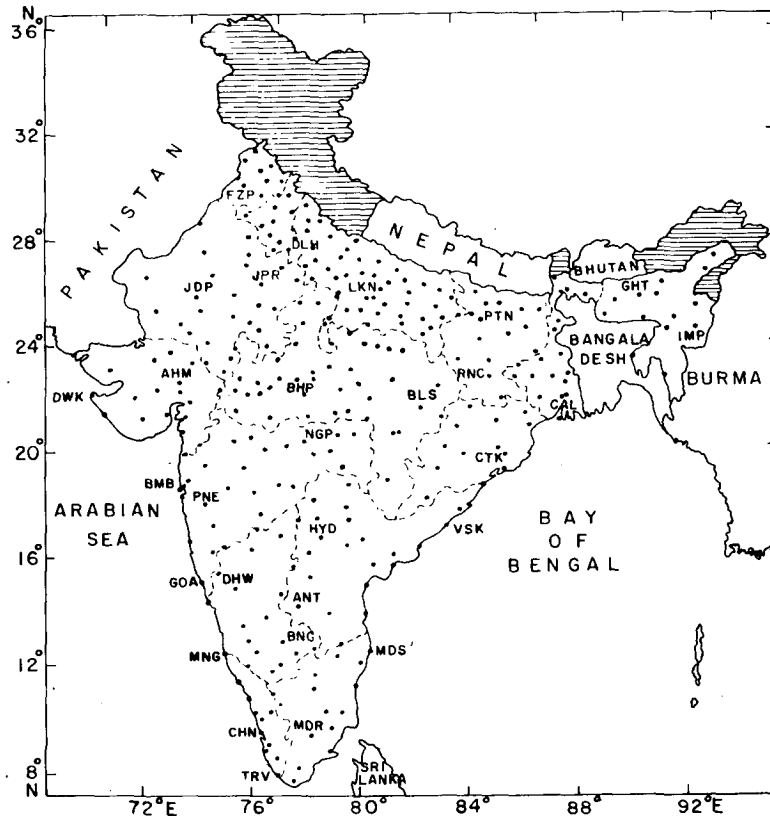 N.
36°
32°
28°
24°
20°
16°
12°
8°
N
72°E
76°
80°
84°
88°
92°E
PAKISTAN
NEPAL
BHUTAN
BANGALA
DESH
BURMA
ARABIAN
SEA
BAY
OF
BENGAL
SRI
LANKA
FZP
DLH
JDP
JPR
LKN
PTN
GHT
IMP
AHM
DWK
BHP
BLS
RNC
CAL
NGP
CTK
BMB
PNE
HYD
VSK
GOA
DHW
ANT
BNG
MNG
MDS
CHN
MDR
TRV